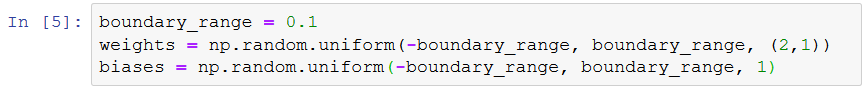 In [5]: boundary_range = 0.1
weights = np.random.uniform(-boundary_range, boundary_range, (2,1))
biases = np.random.uniform(-boundary_range, boundary_range, 1)